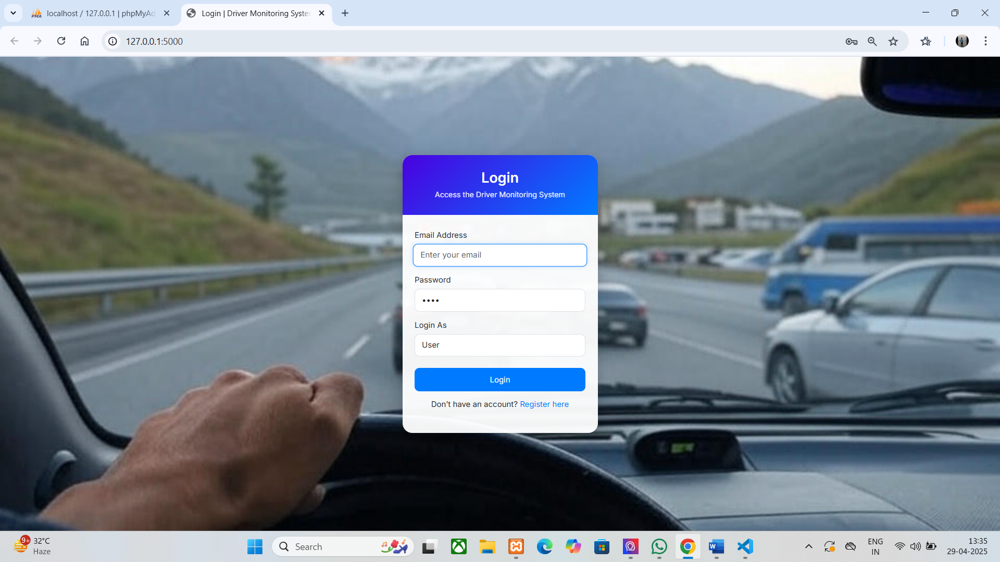 localhost / 127.0.0.1 | phpMyAd
Login | Driver Monitoring Syste
127.0.0.1:5000
Login
Access the Driver Monitoring System
Email Address
Enter your email
Password
••••
Login As
User
Login
Don’t have an account? Register here
9+
32°C
Haze
Search
ENG
IN
13:35
29-04-2025